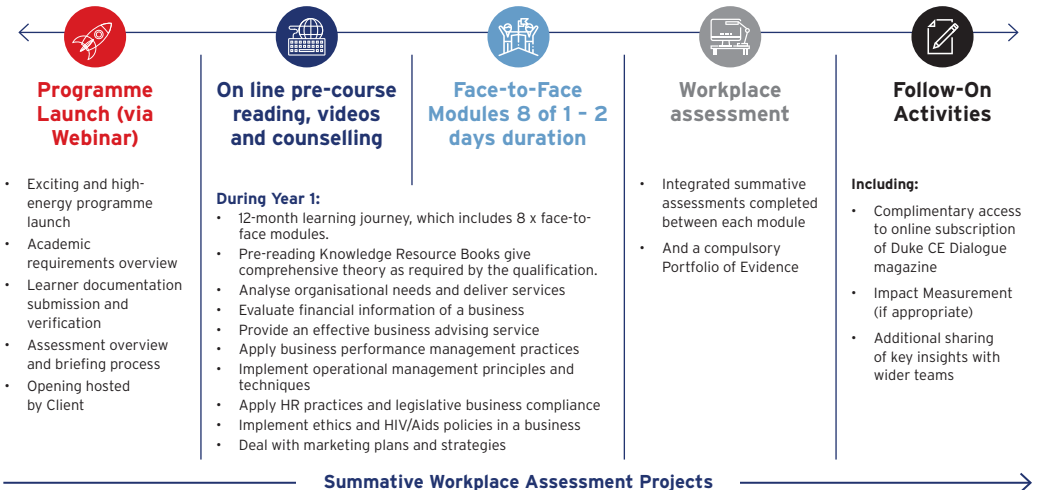 Programme
Launch (via
Webinar)
On line pre-course
reading, videos
and counselling
Face-to-Face
Modules 8 of 1 – 2
days duration
Workplace
assessment
Follow-On
Activities
• Exciting and high-
energy programme
launch
• Academic
requirements overview
• Learner documentation
submission and
verification
• Assessment overview
and briefing process
• Opening hosted
by Client
During Year 1:
• 12-month learning journey, which includes 8 x face-to-
face modules.
• Pre-reading Knowledge Resource Books give
comprehensive theory as required by the qualification.
• Analyse organisational needs and deliver services
• Evaluate financial information of a business
• Provide an effective business advising service
• Apply business performance management practices
• Implement operational management principles and
techniques
• Apply HR practices and legislative business compliance
• Implement ethics and HIV/Aids policies in a business
• Deal with marketing plans and strategies
• Integrated summative
assessments completed
between each module
• And a compulsory
Portfolio of Evidence
Including:
• Complimentary access
to online subscription
of Duke CE Dialogue
magazine
• Impact Measurement
(if appropriate)
• Additional sharing
of key insights with
wider teams
Summative Workplace Assessment Projects